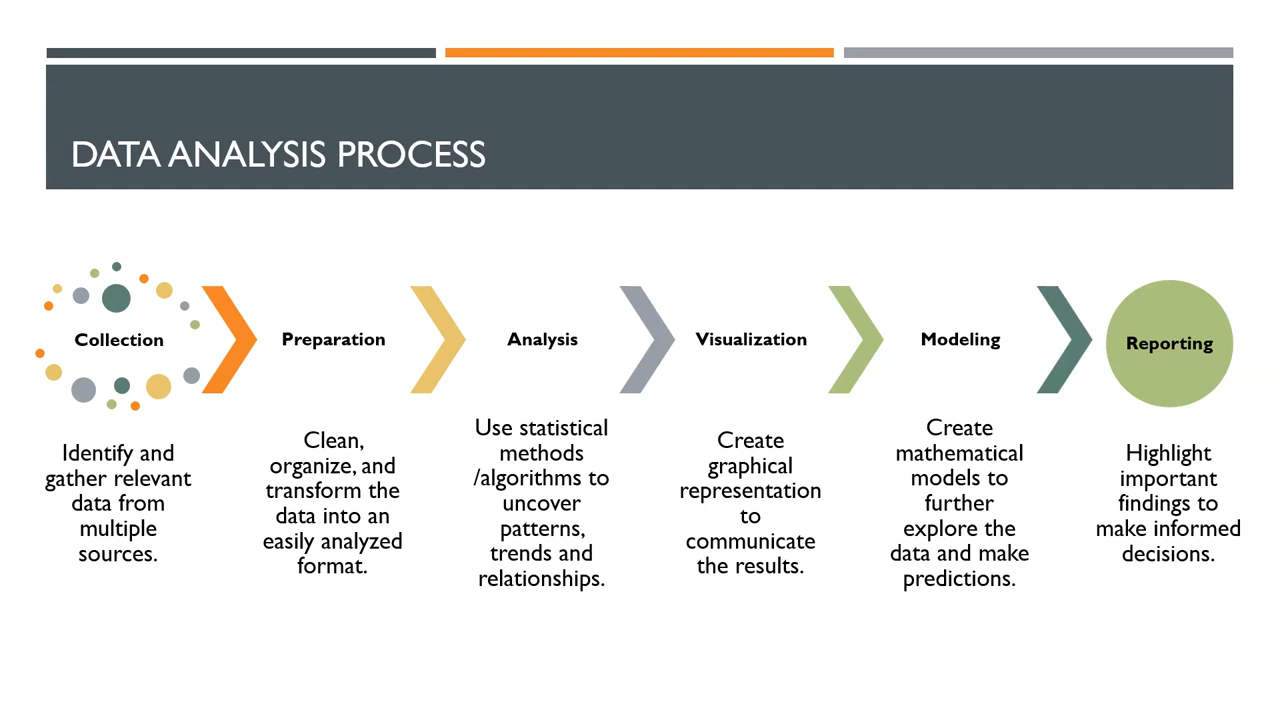 DATA ANALYSIS PROCESS
Collection
Identify and
gather relevant
data from
multiple
sources.
Preparation
Clean,
organize, and
transform the
data into an
easily analyzed
format.
Analysis
Use statistical
methods
/algorithms to
uncover
patterns,
trends and
relationships.
Visualization
Create
graphical
representation
to
communicate
the results.
Modeling
Create
mathematical
models to
further
explore the
data and make
predictions.
Reporting
Highlight
important
findings to
make informed
decisions.